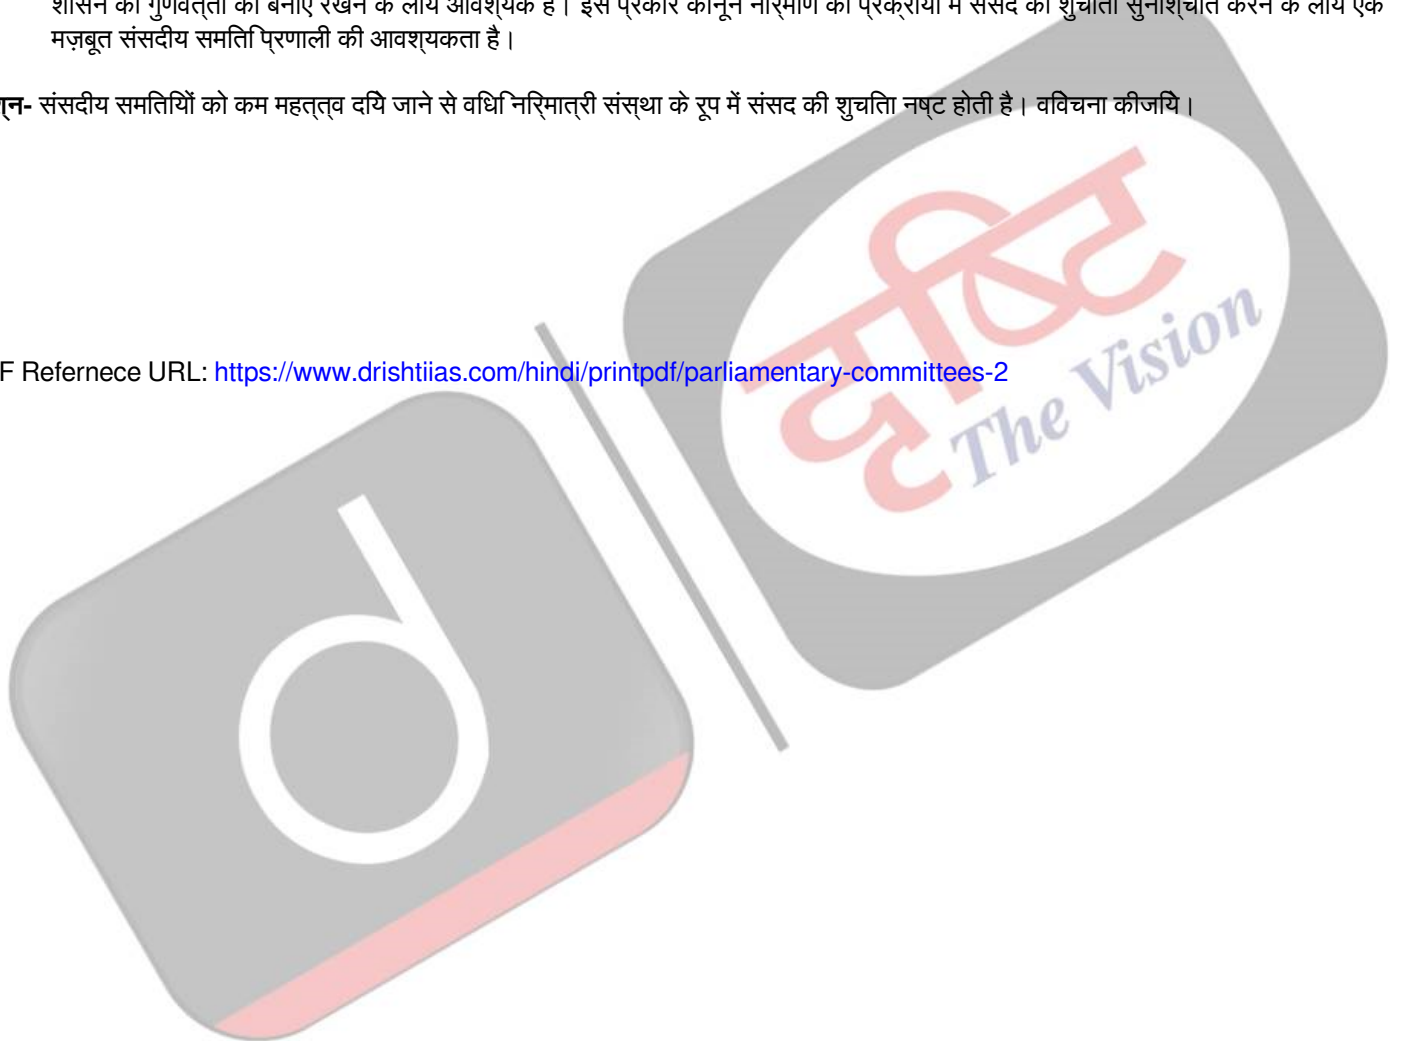 शासन की गुणवत्ता को बनाए रखने के लिये आवश्यक है। इस प्रकार कानून निर्माण की प्रक्रिया में संसद की शुचिता सुनिश्चित करने के लिये एक
मज़बूत संसदीय समिति प्रणाली की आवश्यकता है।
संसदीय समितियों को कम महत्त्व दिये जाने से विधि निर्मात्री संस्था के रूप में संसद की शुचिता नष्ट होती है। विवेचना कीजिये।
दृष्टि
The Vision
F Refernece URL: https://www.drishtiias.com/hindi/printpdf/parliamentary-committees-2
d